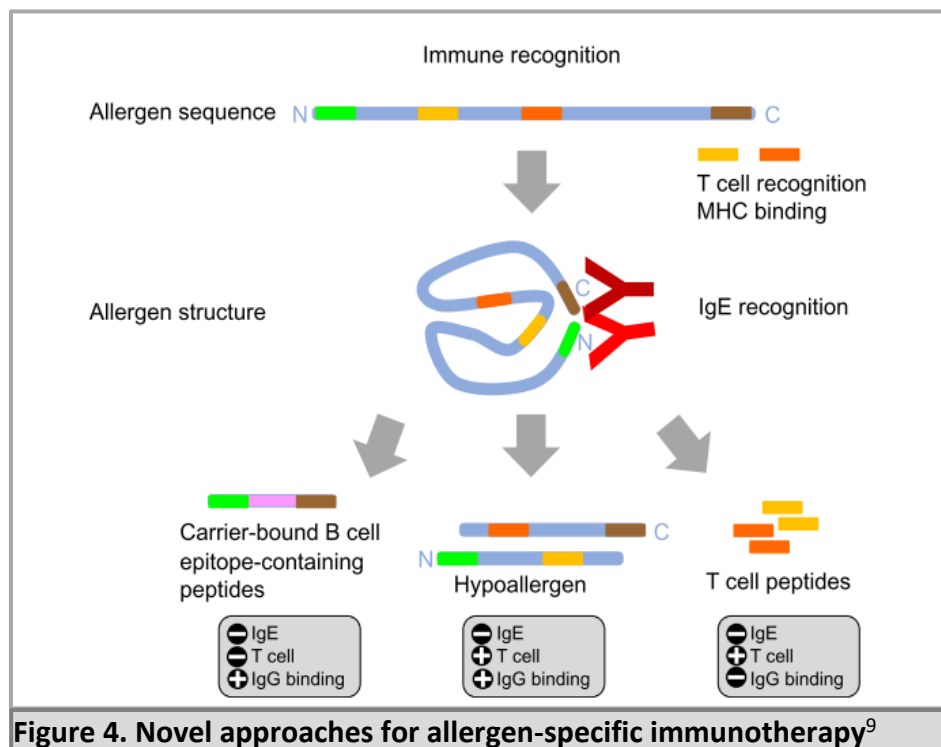 Immune recognition
Allergen sequence
N
C
T cell recognition
MHC binding
Allergen structure
C
N
IgE recognition
Carrier-bound B cell
epitope-containing
peptides
N
C
Hypoallergen
T cell peptides
IgE
T cell
IgG binding
IgE
T cell
IgG binding
IgE
T cell
IgG binding
Figure 4. Novel approaches for allergen-specific immunotherapy⁹